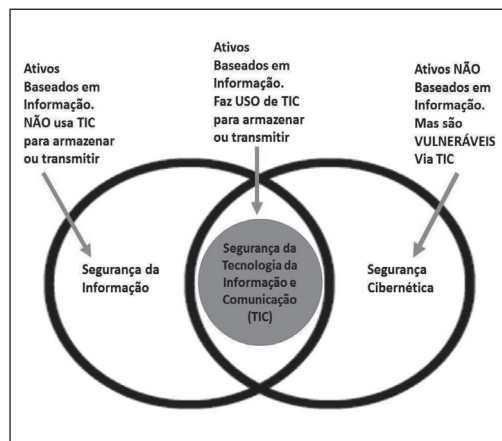 Ativos
Baseados em
Informação.
NÃO usa TIC
para armazenar
ou transmitir
Ativos
Baseados em
Informação.
Faz USO de TIC
para armazenar
ou transmitir
Ativos NÃO
Baseados em
Informação.
Mas são
VULNERÁVEIS
Via TIC
Segurança da
Informação
Segurança da
Tecnologia da
Informação e
Comunicação
(TIC)
Segurança
Cibernética